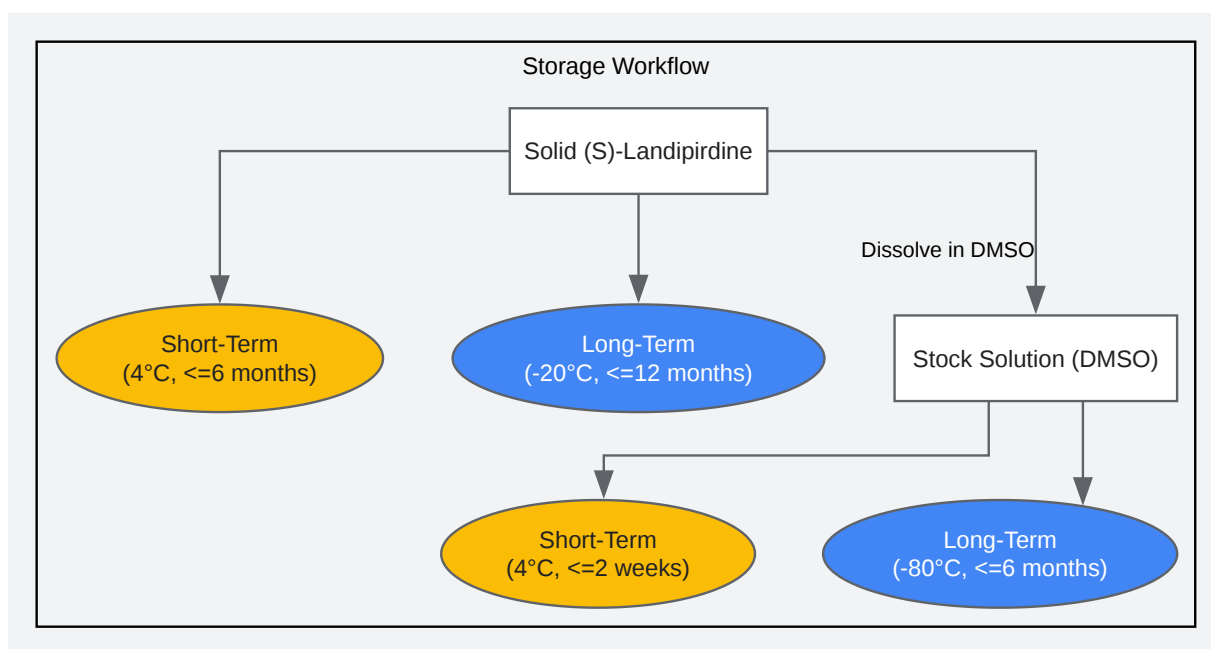 Storage Workflow
Solid (S)-Landipirdine
Dissolve in DMSO
Short-Term
(4°C, <=6 months)
Long-Term
(-20°C, <=12 months)
Stock Solution (DMSO)
Short-Term
(4°C, <=2 weeks)
Long-Term
(-80°C, <=6 months)